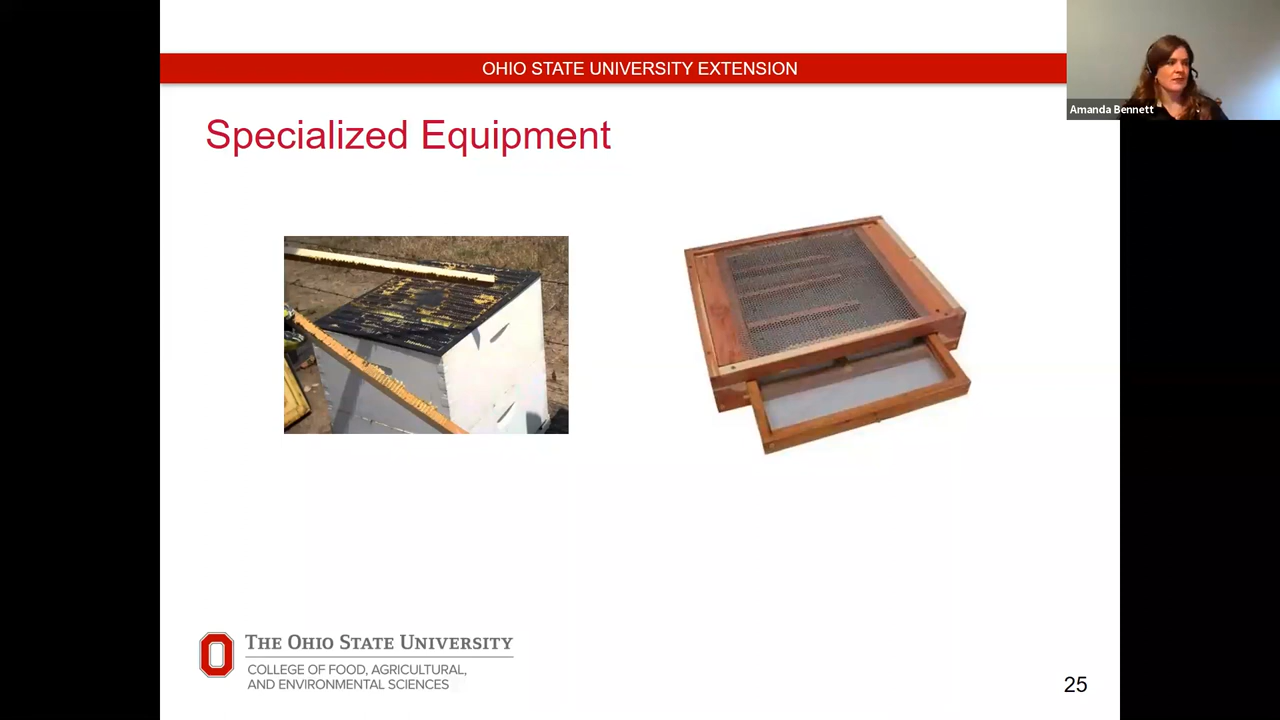 OHIO STATE UNIVERSITY EXTENSION
Amanda Bennett
Specialized Equipment
THE OHIO STATE UNIVERSITY
COLLEGE OF FOOD, AGRICULTURAL,
AND ENVIRONMENTAL SCIENCES
25